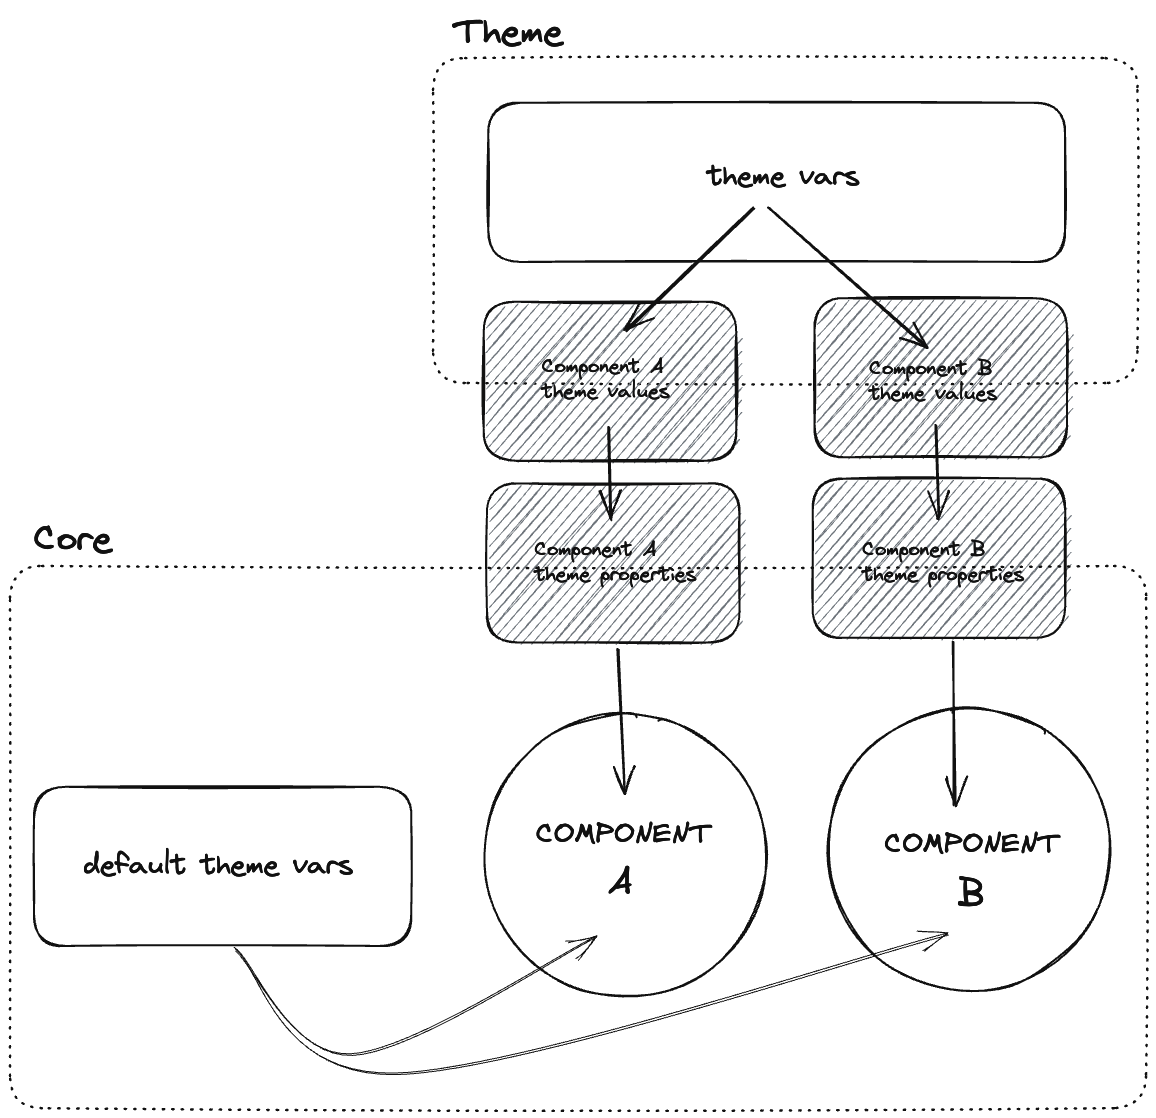 Theme
theme vars
Component A
theme values
Component B
theme values
Component A
theme properties
Component B
theme properties
Core
default theme vars
COMPONENT
A
COMPONENT
B